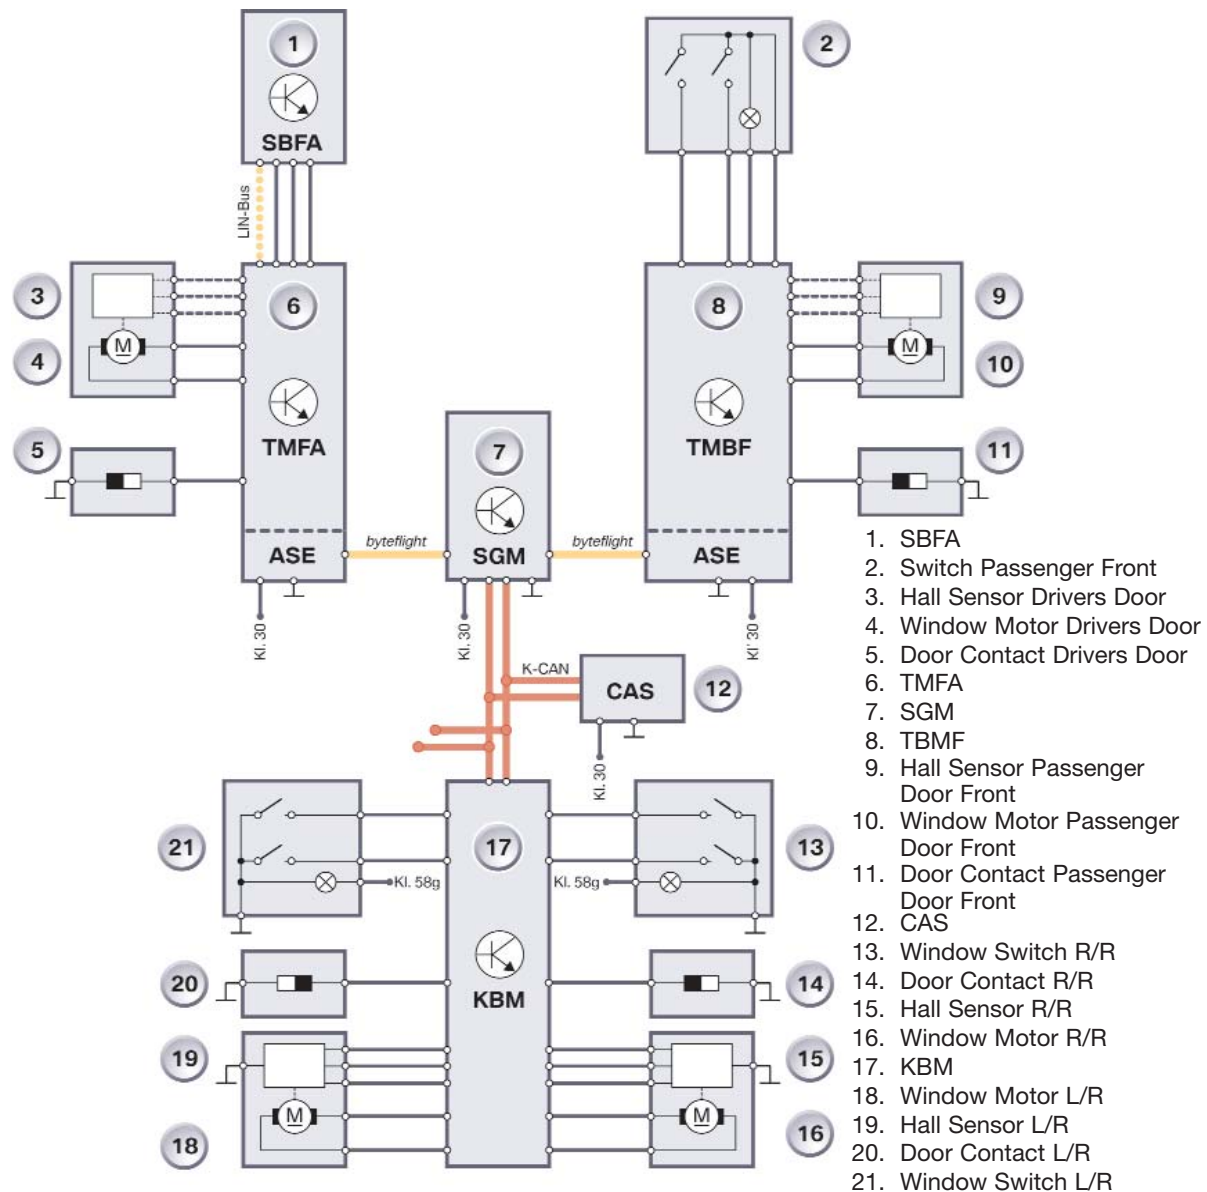 1
SBFA
LIN-Bus
2
3
4
5
6
TMFA
ASE
byteflight
7
SGM
byteflight
8
TMBF
ASE
9
10
11
Kl. 30
Kl. 30
Kl' 30
K-CAN
CAS
12
Kl. 30
21
Kl. 58g
17
KBM
Kl. 58g
13
20
14
19
15
18
16
1. SBFA
2. Switch Passenger Front
3. Hall Sensor Drivers Door
4. Window Motor Drivers Door
5. Door Contact Drivers Door
6. TMFA
7. SGM
8. TBMF
9. Hall Sensor Passenger
Door Front
10. Window Motor Passenger
Door Front
11. Door Contact Passenger
Door Front
12. CAS
13. Window Switch R/R
14. Door Contact R/R
15. Hall Sensor R/R
16. Window Motor R/R
17. KBM
18. Window Motor L/R
19. Hall Sensor L/R
20. Door Contact L/R
21. Window Switch L/R